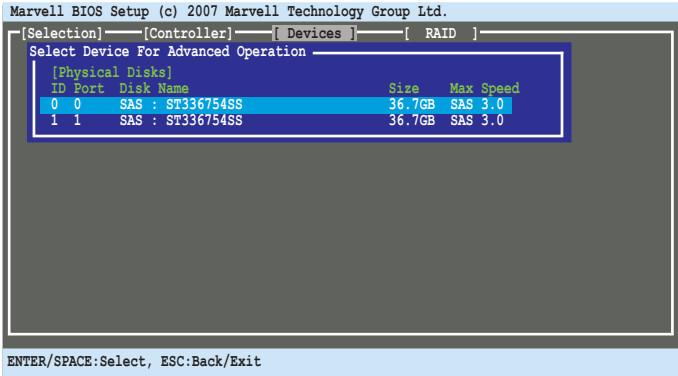 Marvell BIOS Setup (c) 2007 Marvell Technology Group Ltd.
[Selection] [Controller] [ Devices ] [ RAID ]
Select Device For Advanced Operation
[Physical Disks]
ID Port Disk Name Size Max Speed
0 0 SAS : ST336754SS 36.7GB SAS 3.0
1 1 SAS : ST336754SS 36.7GB SAS 3.0
ENTER/SPACE:Select, ESC:Back/Exit